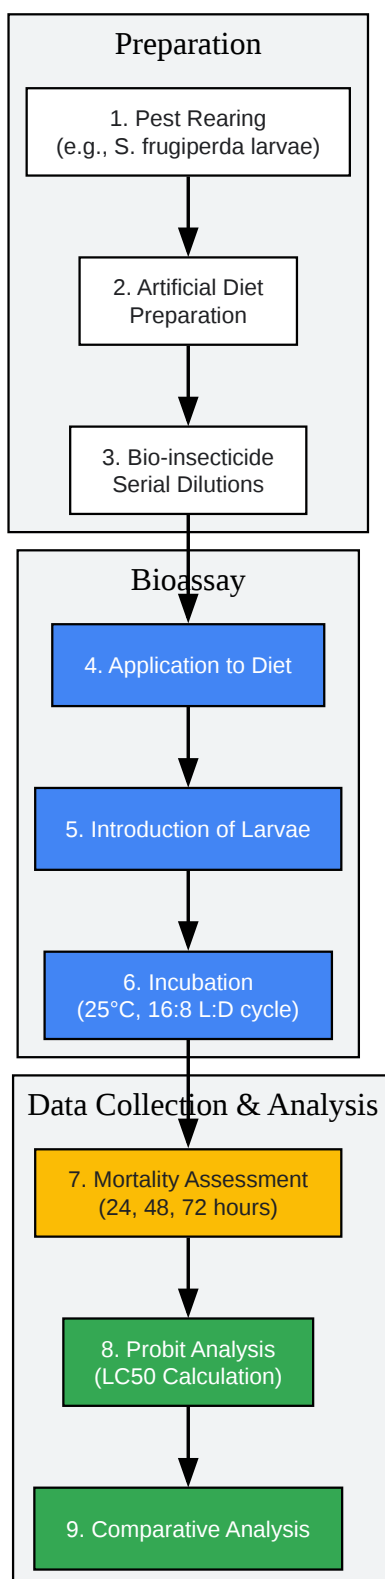 Preparation
1. Pest Rearing
(e.g., S. frugiperda larvae)
2. Artificial Diet
Preparation
3. Bio-insecticide
Serial Dilutions
Bioassay
4. Application to Diet
5. Introduction of Larvae
6. Incubation
(25°C, 16:8 L:D cycle)
Data Collection & Analysis
7. Mortality Assessment
(24, 48, 72 hours)
8. Probit Analysis
(LC50 Calculation)
9. Comparative Analysis